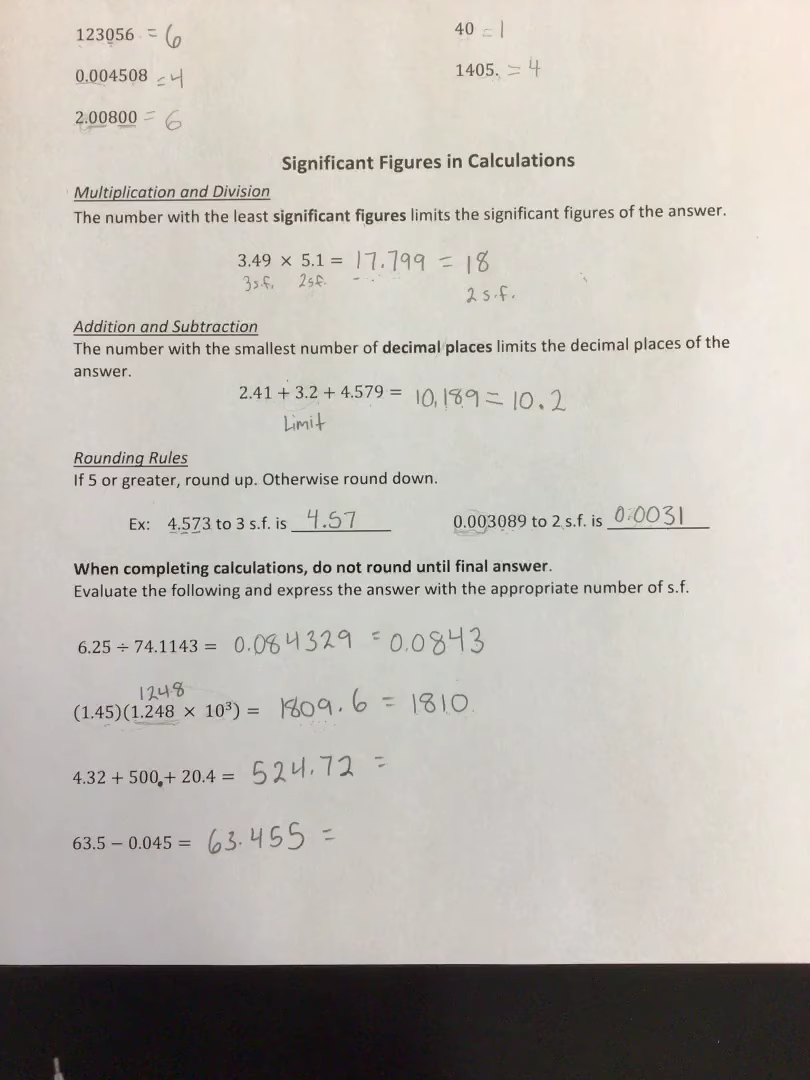 123056 = 6
40 = 1
0.004508 = 4
1405. = 4
2.00800 = 6
Significant Figures in Calculations
Multiplication and Division
The number with the least significant figures limits the significant figures of the answer.
3.49 × 5.1 = 17.799 = 18
3 s.f. 2 s.f.
2 s.f.
Addition and Subtraction
The number with the smallest number of decimal places limits the decimal places of the
answer.
2.41 + 3.2 + 4.579 = 10.189 = 10.2
Limit
Rounding Rules
If 5 or greater, round up. Otherwise round down.
Ex: 4.573 to 3 s.f. is 4.57
0.003089 to 2 s.f. is 0.0031
When completing calculations, do not round until final answer.
Evaluate the following and express the answer with the appropriate number of s.f.
6.25 ÷ 74.1143 = 0.084329 = 0.0843
1248
(1.45)(1.248 × 10³) = 1809.6 = 1810
4.32 + 500. + 20.4 = 524.72 =
63.5 − 0.045 = 63.455 =